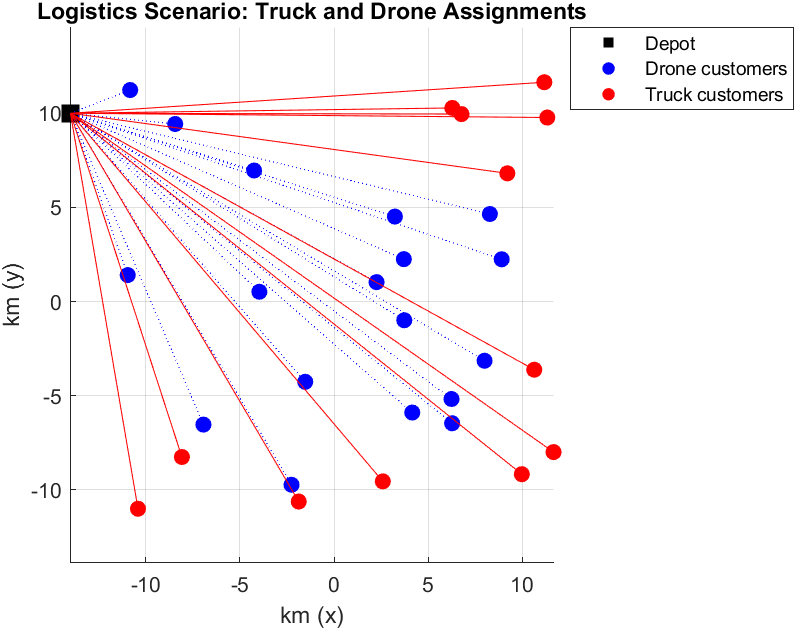 Logistics Scenario: Truck and Drone Assignments
Depot
Drone customers
Truck customers
10
5
0
-5
-10
km (y)
-10
-5
0
5
10
km (x)